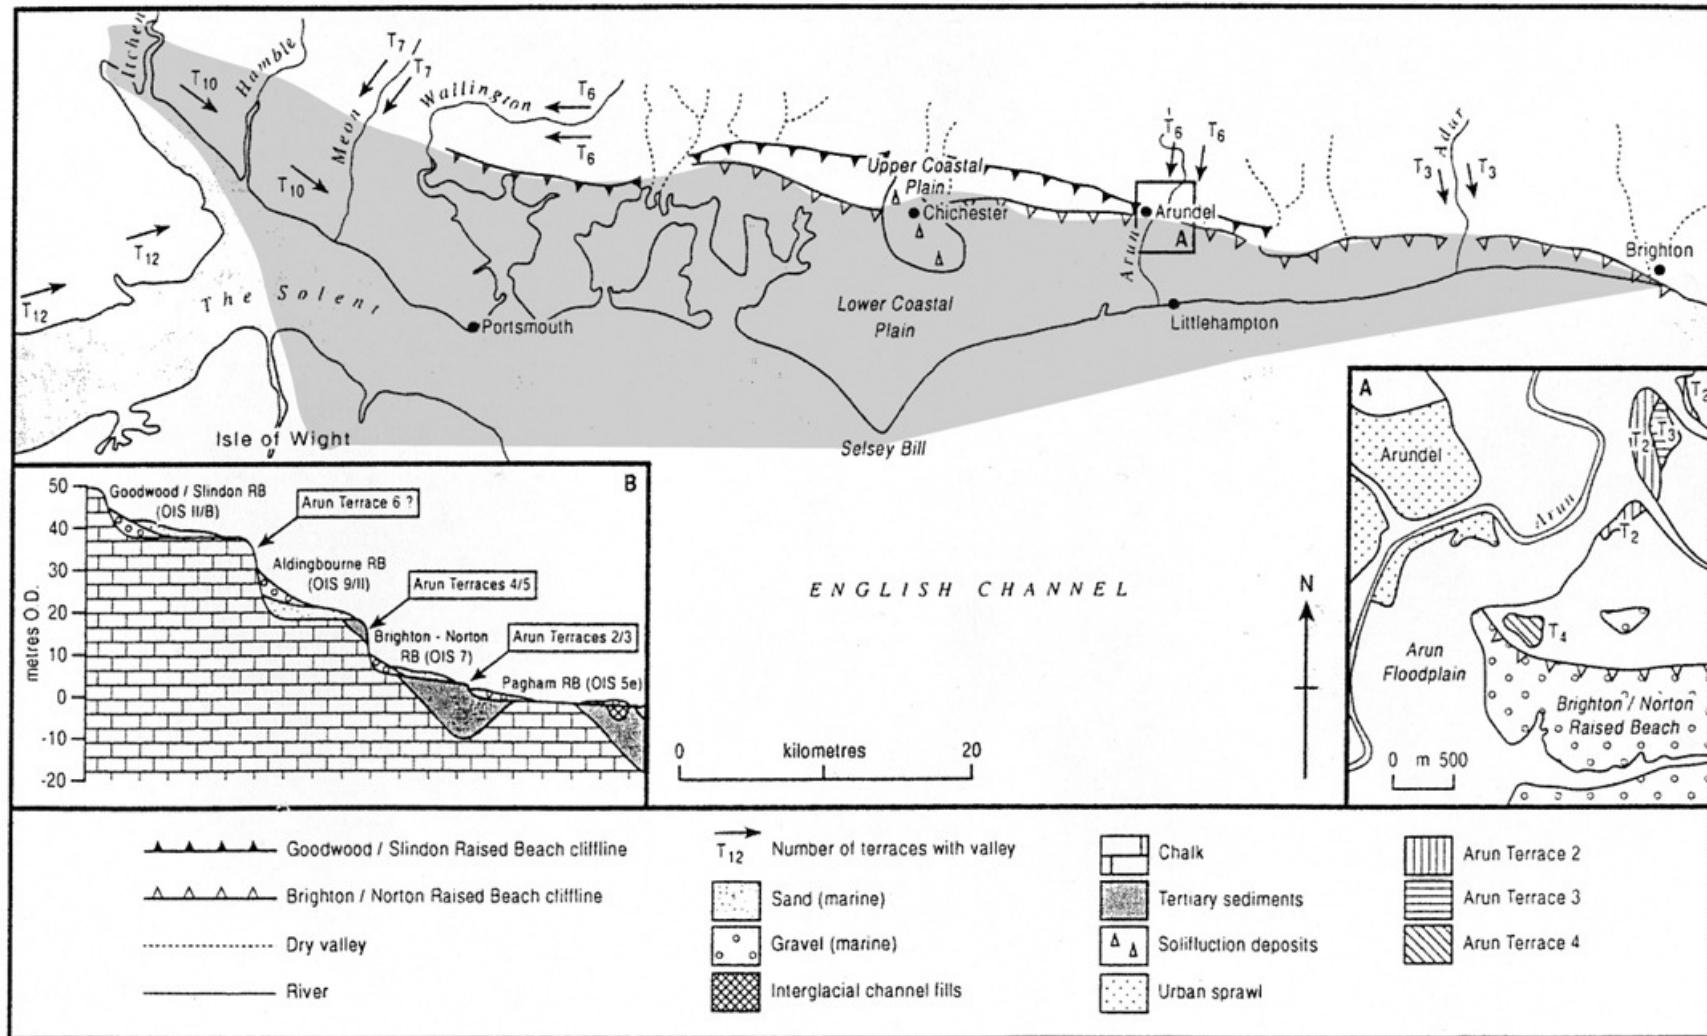 Itchen
Hamble
T10
T7
T7
Meon
Wallington
T6
T6
T10
T12
T12
The Solent
Portsmouth
Isle of Wight
Upper Coastal
Plain
Chichester
Lower Coastal
Plain
Selsey Bill
T6
T6
Arundel
A
Arun
Littlehampton
Adur
T3
T3
Brighton
ENGLISH CHANNEL
N
0 kilometres 20
B
metres O.D.
50
40
30
20
10
0
-10
-20
Goodwood / Slindon RB
(OIS II/B)
Arun Terrace 6 ?
Aldingbourne RB
(OIS 9/II)
Arun Terraces 4/5
Brighton - Norton
RB (OIS 7)
Arun Terraces 2/3
Pagham RB (OIS 5e)
A
Arundel
Arun
T2
T3
T2
T2
T4
Arun
Floodplain
Brighton / Norton
Raised Beach
0 m 500
Goodwood / Slindon Raised Beach cliffline
Brighton / Norton Raised Beach cliffline
Dry valley
River
T12 Number of terraces with valley
Sand (marine)
Gravel (marine)
Interglacial channel fills
Chalk
Tertiary sediments
Solifluction deposits
Urban sprawl
Arun Terrace 2
Arun Terrace 3
Arun Terrace 4